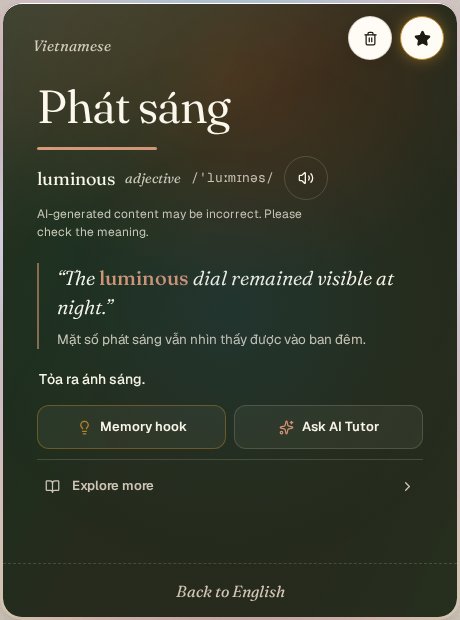 Vietnamese
Phát sáng
luminous adjective /ˈluːmɪnəs/
AI-generated content may be incorrect. Please
check the meaning.
“The luminous dial remained visible at
night.”
Mặt số phát sáng vẫn nhìn thấy được vào ban đêm.
Tỏa ra ánh sáng.
Memory hook
Ask AI Tutor
Explore more
Back to English